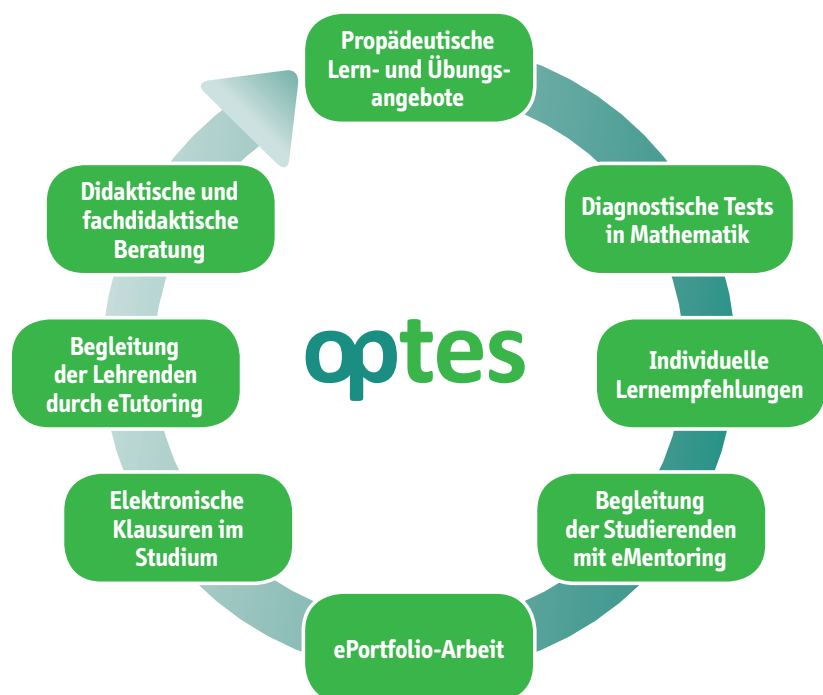 Propädeutische
Lern- und Übungs-
angebote
Diagnostische Tests
in Mathematik
Individuelle
Lernempfehlungen
Begleitung
der Studierenden
mit eMentoring
ePortfolio-Arbeit
Elektronische
Klausuren im
Studium
Begleitung
der Lehrenden
durch eTutoring
Didaktische und
fachdidaktische
Beratung
optes